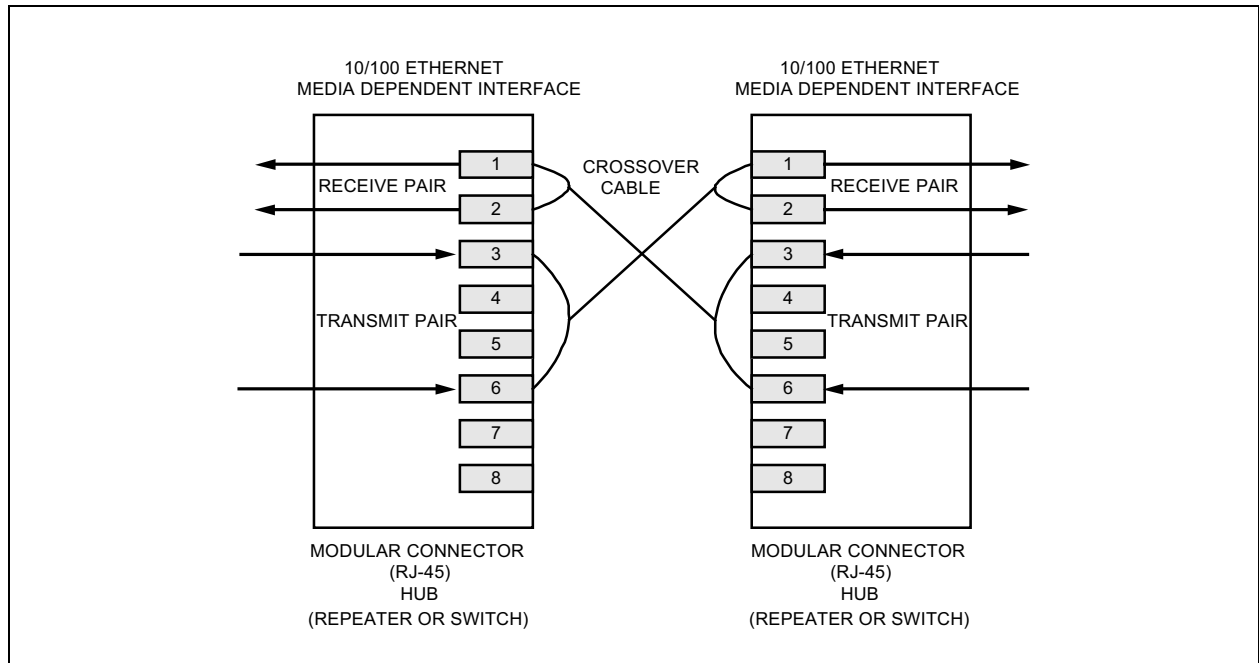 10/100 ETHERNET
MEDIA DEPENDENT INTERFACE
10/100 ETHERNET
MEDIA DEPENDENT INTERFACE
1
RECEIVE PAIR
2
3
4
TRANSMIT PAIR
5
6
7
8
CROSSOVER
CABLE
1
RECEIVE PAIR
2
3
4
TRANSMIT PAIR
5
6
7
8
MODULAR CONNECTOR
(RJ-45)
HUB
(REPEATER OR SWITCH)
MODULAR CONNECTOR
(RJ-45)
HUB
(REPEATER OR SWITCH)